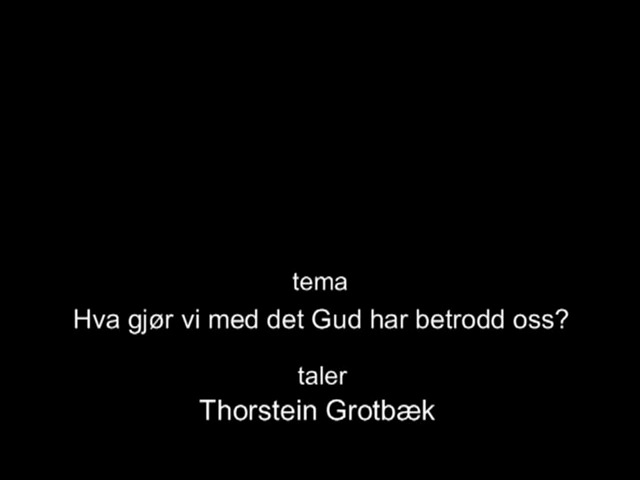 tema
Hva gjør vi med det Gud har betrodd oss?
taler
Thorstein Grotbæk